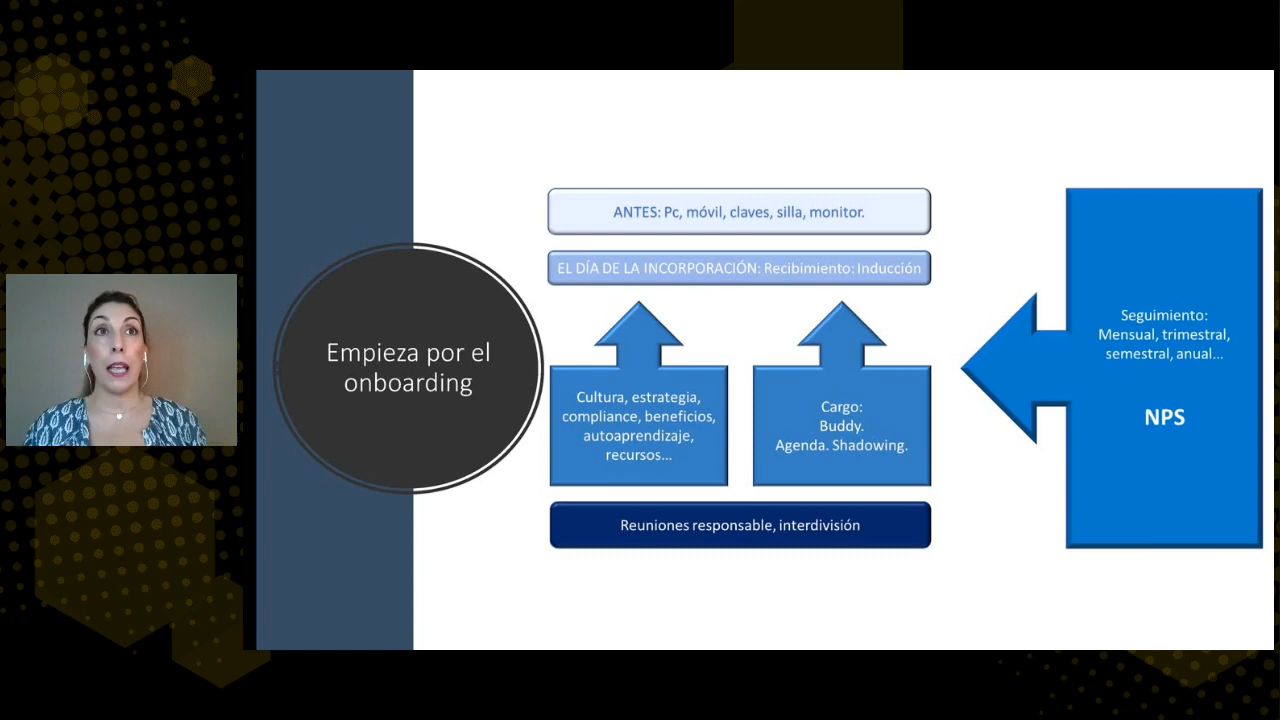 Empieza por el
onboarding
ANTES: Pc, móvil, claves, silla, monitor.
EL DÍA DE LA INCORPORACIÓN: Recibimiento: Inducción
Cultura, estrategia,
compliance, beneficios,
autoaprendizaje,
recursos...
Cargo:
Buddy.
Agenda. Shadowing.
Reuniones responsable, interdivisión
Seguimiento:
Mensual, trimestral,
semestral, anual...
NPS